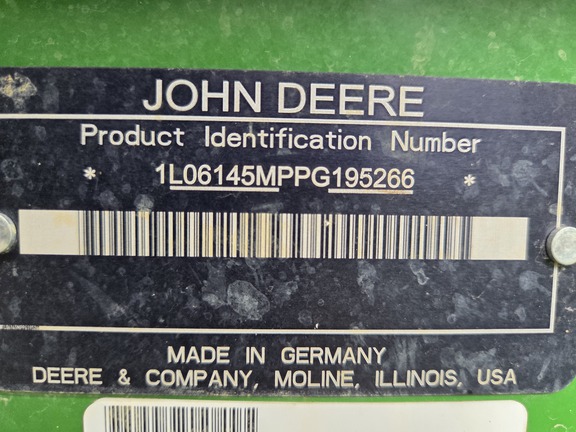 JOHN DEERE
Product Identification Number
* 1L06145MPPG195266 *
MADE IN GERMANY
DEERE & COMPANY, MOLINE, ILLINOIS, USA